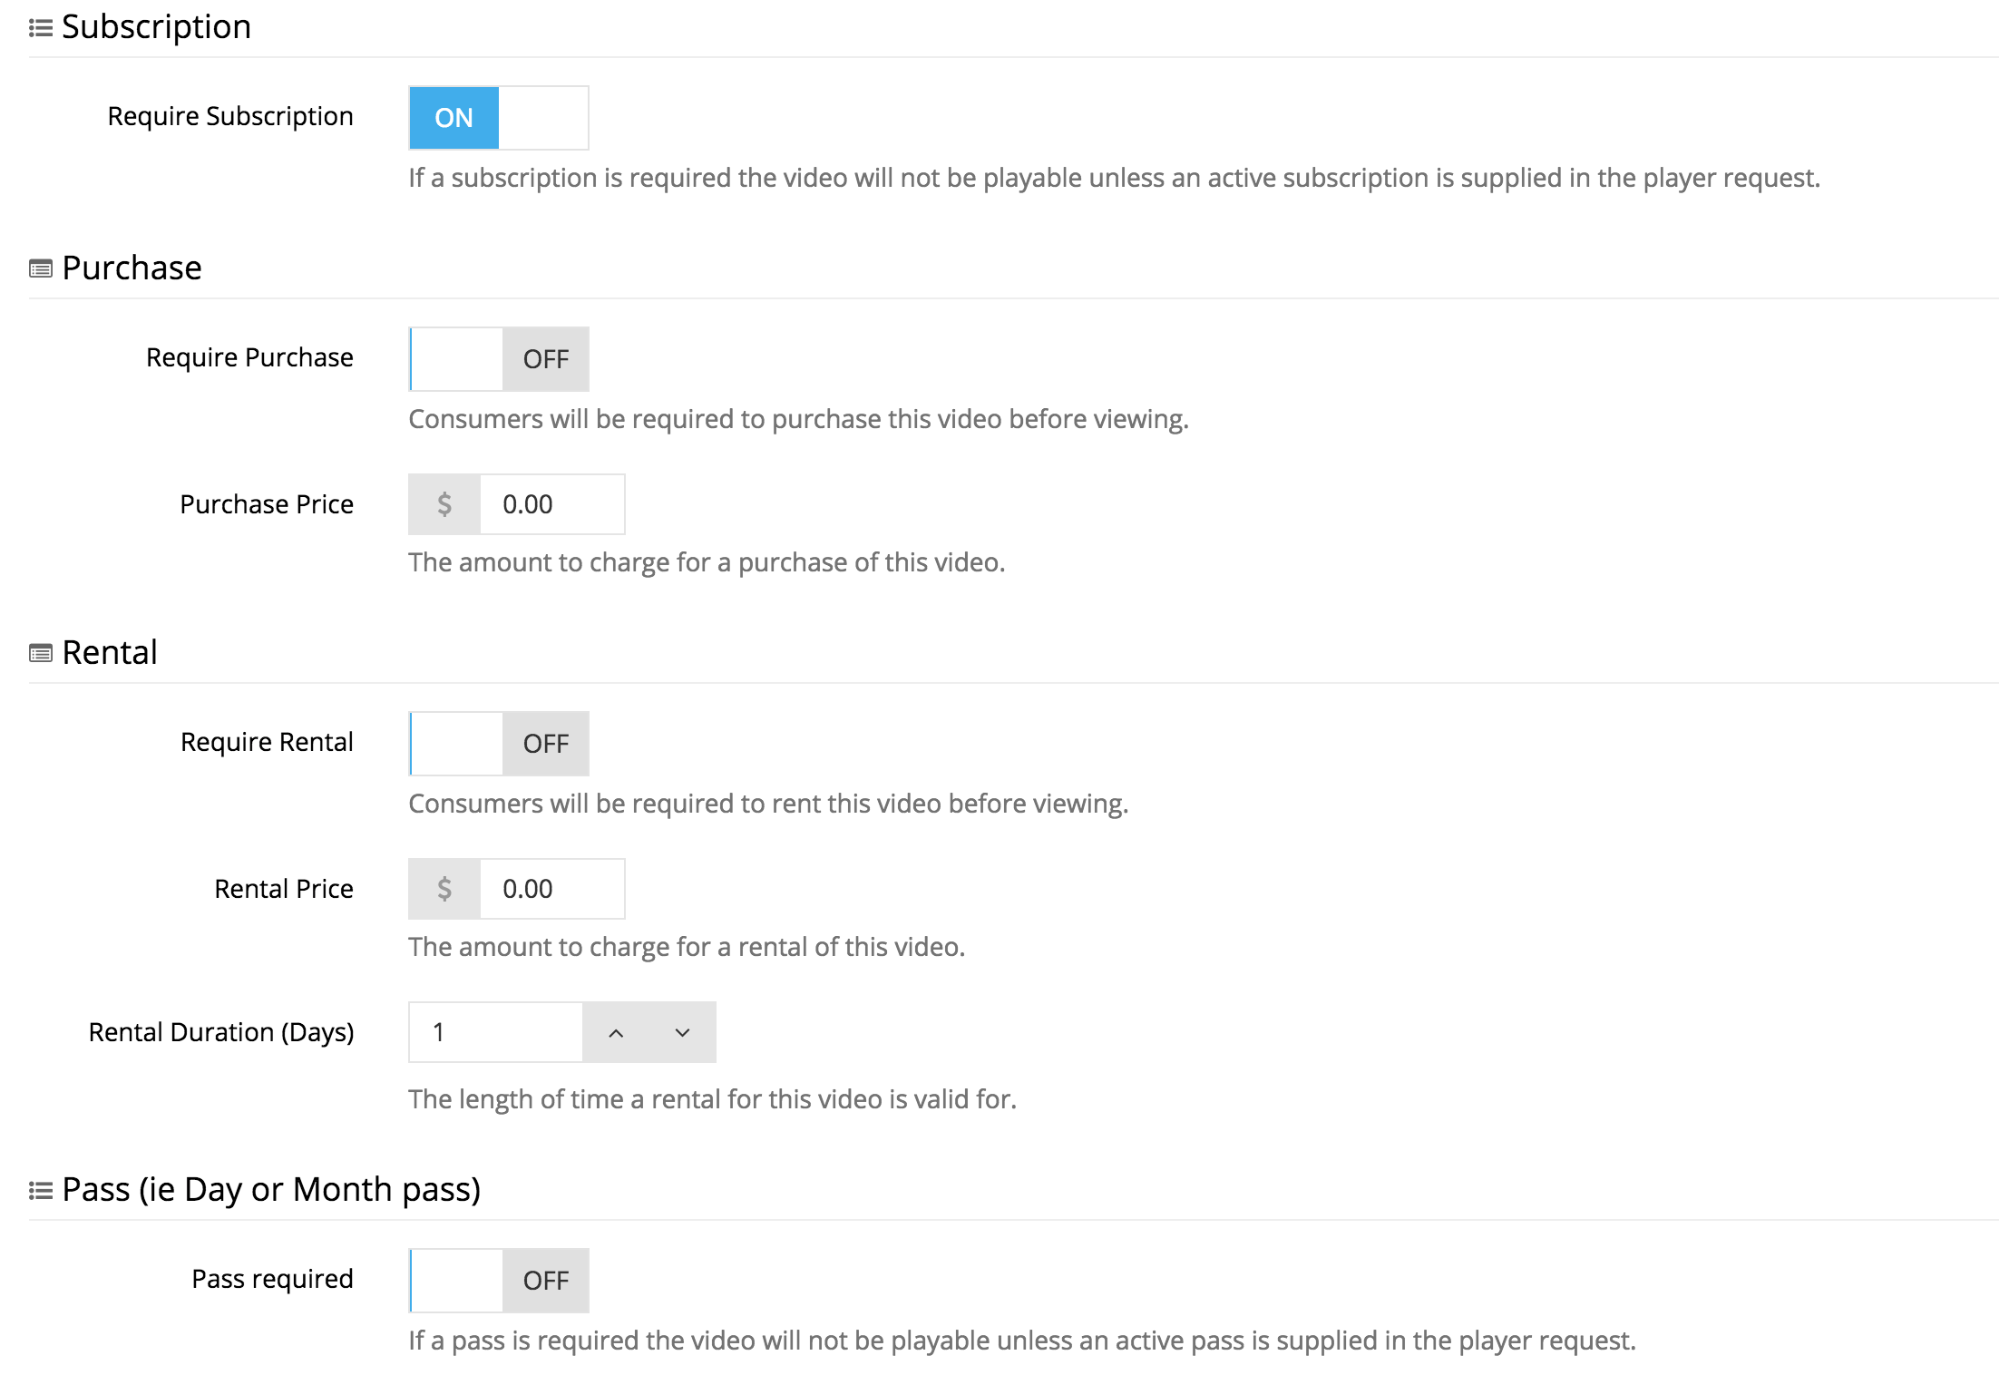 Subscription
Require Subscription
ON
If a subscription is required the video will not be playable unless an active subscription is supplied in the player request.
Purchase
Require Purchase
OFF
Consumers will be required to purchase this video before viewing.
Purchase Price
$ 0.00
The amount to charge for a purchase of this video.
Rental
Require Rental
OFF
Consumers will be required to rent this video before viewing.
Rental Price
$ 0.00
The amount to charge for a rental of this video.
Rental Duration (Days)
1
The length of time a rental for this video is valid for.
Pass (ie Day or Month pass)
Pass required
OFF
If a pass is required the video will not be playable unless an active pass is supplied in the player request.